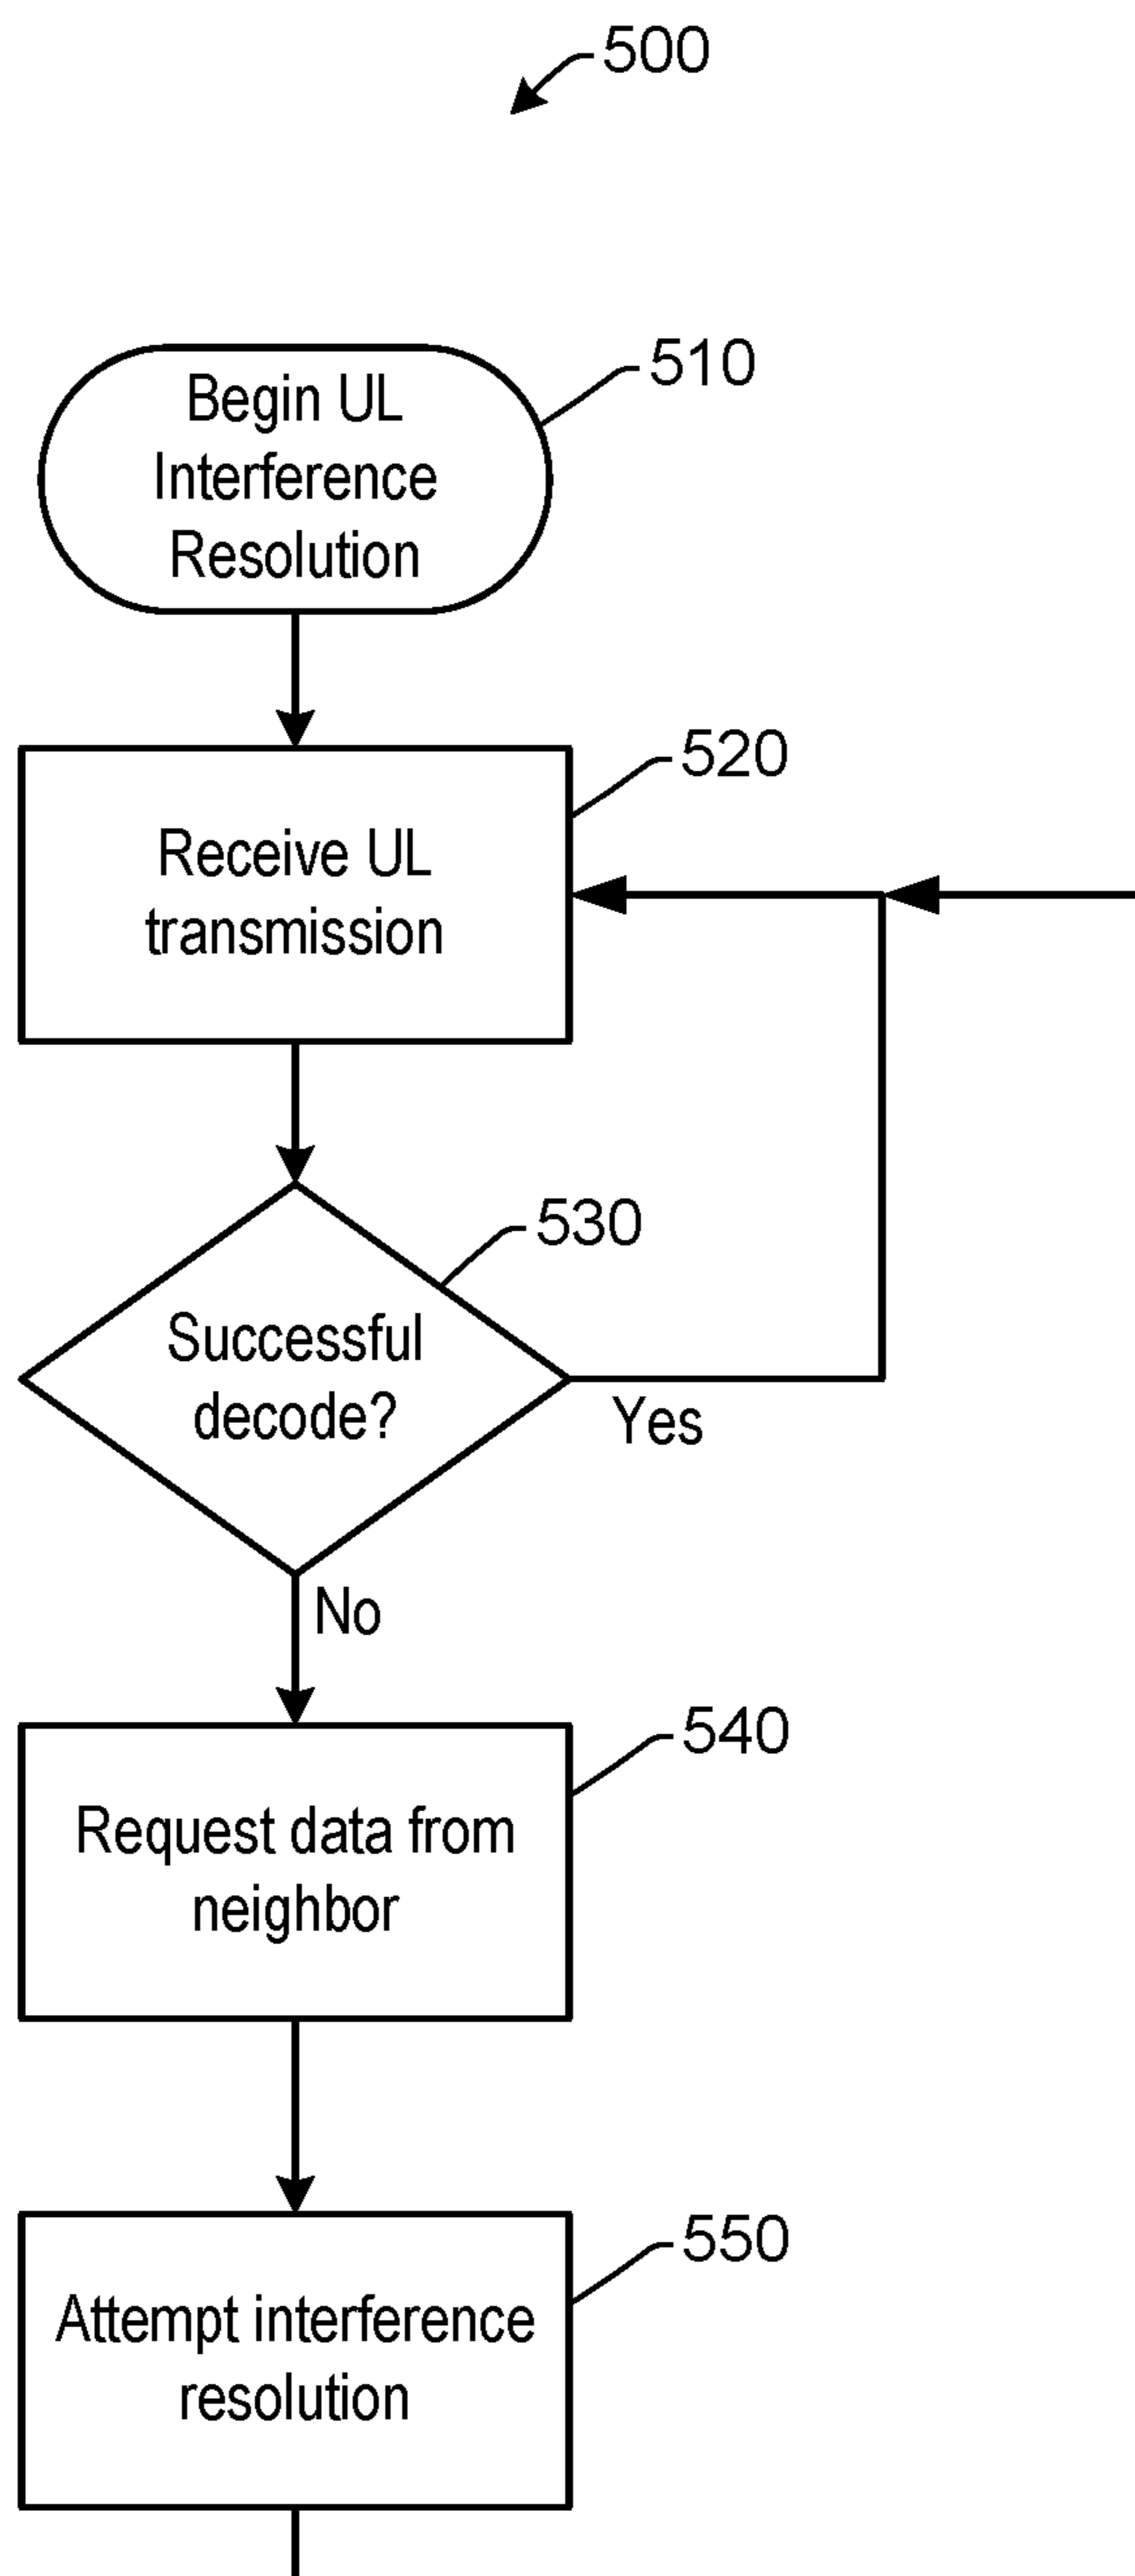 500
Begin UL
Interference
Resolution
510
Receive UL
transmission
520
Successful
decode?
530
Yes
No
Request data from
neighbor
540
Attempt interference
resolution
550